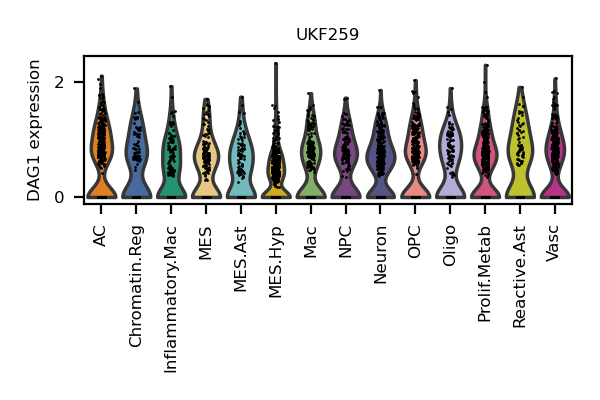 UKF259
DAG1 expression
2
0
AC
Chromatin.Reg
Inflammatory.Mac
MES
MES.Ast
MES.Hyp
Mac
NPC
Neuron
OPC
Oligo
Prolif.Metab
Reactive.Ast
Vasc